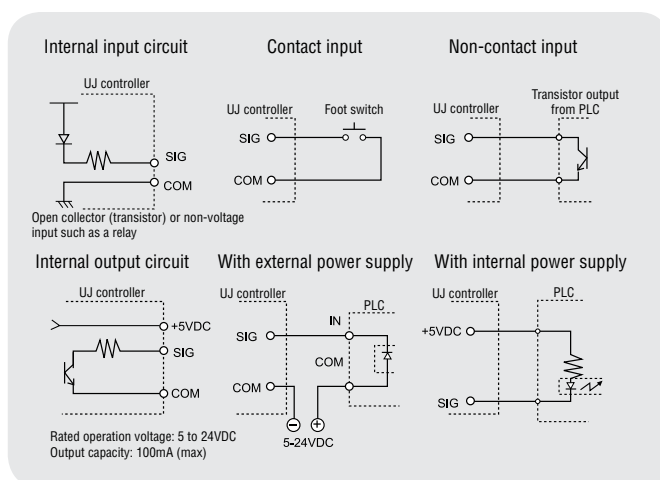 Internal input circuit
UJ controller
SIG
COM
Open collector (transistor) or non-voltage
input such as a relay
Contact input
UJ controller
Foot switch
SIG
COM
Non-contact input
Transistor output
from PLC
UJ controller
SIG
COM
Internal output circuit
UJ controller
+5VDC
SIG
COM
Rated operation voltage: 5 to 24VDC
Output capacity: 100mA (max)
With external power supply
UJ controller
PLC
IN
SIG
COM
COM
5-24VDC
With internal power supply
UJ controller
PLC
+5VDC
SIG